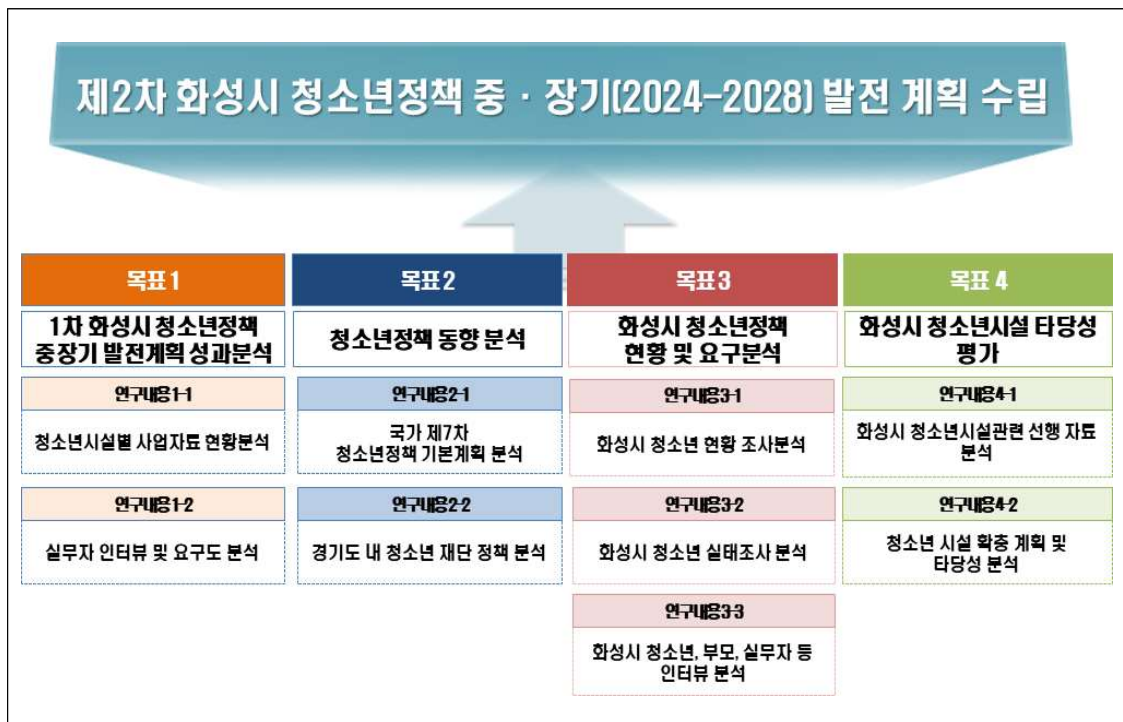 제2차 화성시 청소년정책 중 · 장기(2024-2028) 발전 계획 수립
목표 1
1차 화성시 청소년정책
중장기 발전계획 성과분석
연구내용1-1
청소년시설별 사업자료 현황분석
연구내용1-2
실무자 인터뷰 및 요구도 분석
목표 2
청소년정책 동향 분석
연구내용2-1
국가 제7차
청소년정책 기본계획 분석
연구내용2-2
경기도 내 청소년 재단 정책 분석
목표 3
화성시 청소년정책
현황 및 요구분석
연구내용3-1
화성시 청소년 현황 조사분석
연구내용3-2
화성시 청소년 실태조사 분석
연구내용3-3
화성시 청소년, 부모, 실무자 등
인터뷰 분석
목표 4
화성시 청소년시설 타당성
평가
연구내용4-1
화성시 청소년시설관련 선행 자료
분석
연구내용4-2
청소년 시설 확충 계획 및
타당성 분석